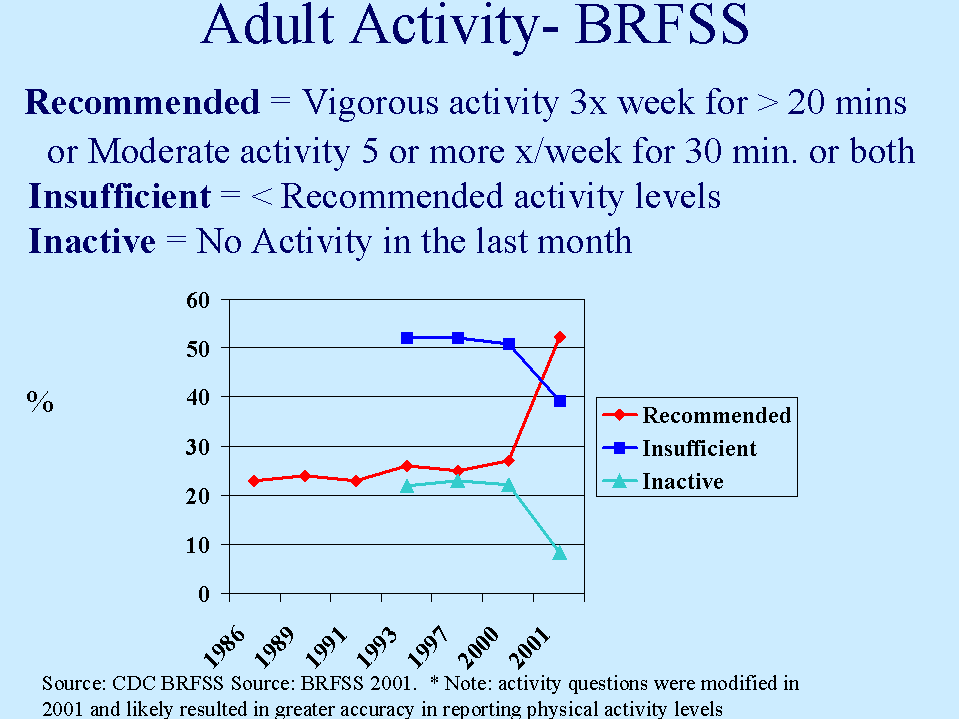 Adult Activity- BRFSS
Recommended = Vigorous activity 3x week for > 20 mins
or Moderate activity 5 or more x/week for 30 min. or both
Insufficient = < Recommended activity levels
Inactive = No Activity in the last month
60
50
40
30
20
10
0
%
1986
1989
1991
1993
1997
2000
2001
Recommended
Insufficient
Inactive
Source: CDC BRFSS Source: BRFSS 2001.  * Note: activity questions were modified in
2001 and likely resulted in greater accuracy in reporting physical activity levels